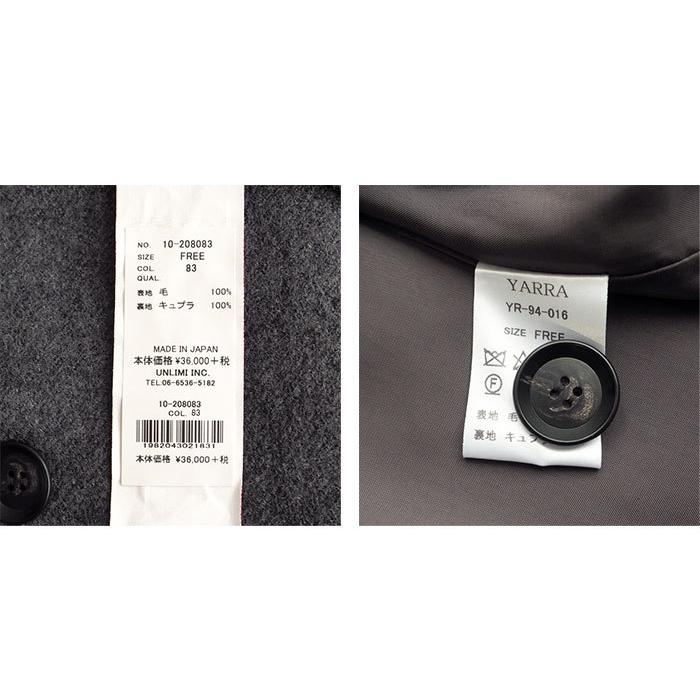 NO. 10-208083
SIZE FREE
COL. 83
QUAL.
表地 毛 100%
裏地 キュプラ 100%
MADE IN JAPAN
本体価格 ¥36,000+税
UNLIMI INC.
TEL.06-6536-5182
10-208083
COL. 83
1982043021831
本体価格 ¥36,000+税
YARRA
YR-94-016
SIZE FREE
F
表地 毛
裏地 キュ